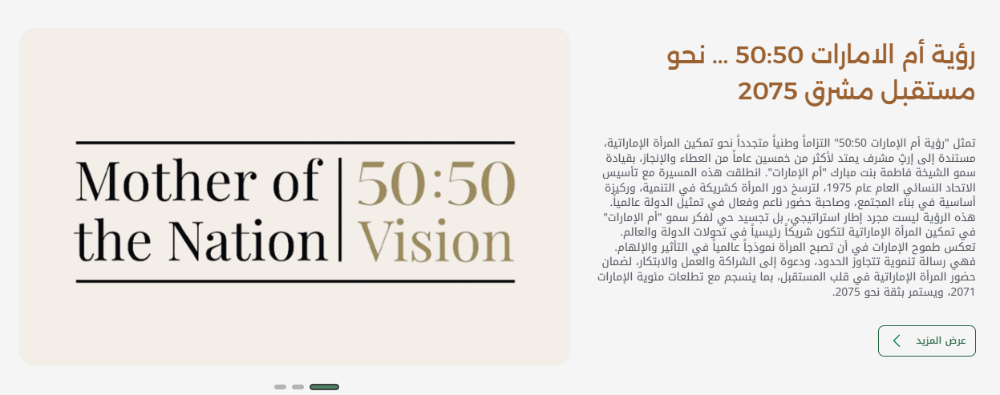 رؤية أم الامارات 50:50 ... نحو
مستقبل مشرق 2075
تمثل "رؤية أم الإمارات 50:50" التزاماً وطنياً متجدداً نحو تمكين المرأة الإماراتية،
مستندة إلى إرثٍ مشرف يمتد لأكثر من خمسين عاماً من العطاء والإنجاز، بقيادة
سمو الشيخة فاطمة بنت مبارك "أم الإمارات". انطلقت هذه المسيرة مع تأسيس
الاتحاد النسائي العام عام 1975، لترسخ دور المرأة كشريكة في التنمية، وركيزة
أساسية في بناء المجتمع، وصاحبة حضور ناعم وفعال في تمثيل الدولة عالمياً.
هذه الرؤية ليست مجرد إطار استراتيجي، بل تجسيد حي لفكر سمو "أم الإمارات"
في تمكين المرأة الإماراتية لتكون شريكاً رئيسياً في تحولات الدولة والعالم.
تعكس طموح الإمارات في أن تصبح المرأة نموذجاً عالمياً في التأثير والإلهام.
فهي رسالة تنموية تتجاوز الحدود، ودعوة إلى الشراكة والعمل والابتكار، لضمان
حضور المرأة الإماراتية في قلب المستقبل، بما ينسجم مع تطلعات مئوية الإمارات
2071، ويستمر بثقة نحو 2075.
عرض المزيد
Mother of
the Nation
50:50
Vision